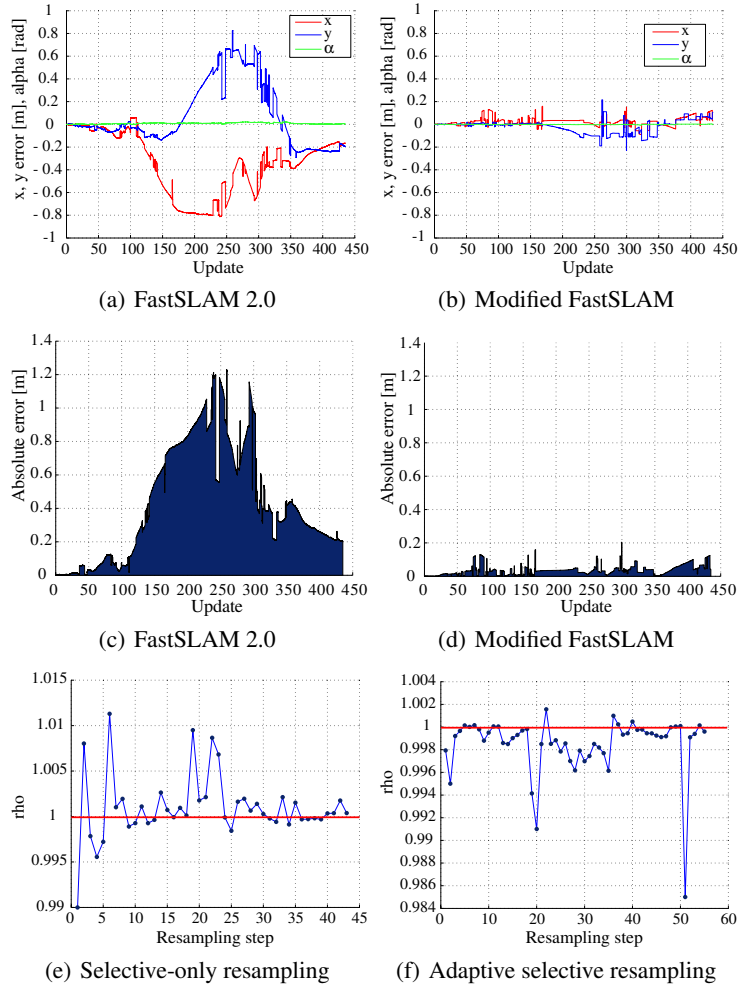 1
0.8
0.6
0.4
0.2
0
- 0.2
- 0.4
- 0.6
- 0.8
-1
x, y error [m], alpha [rad]
x
y
α
0 50 100 150 200 250 300 350 400 450
Update
(a) FastSLAM 2.0
1
0.8
0.6
0.4
0.2
0
- 0.2
- 0.4
- 0.6
- 0.8
-1
x, y error [m], alpha [rad]
x
y
α
0 50 100 150 200 250 300 350 400 450
Update
(b) Modified FastSLAM
1.4
1.2
1
0.8
0.6
0.4
0.2
0
Absolute error [m]
0 50 100 150 200 250 300 350 400 450
Update
(c) FastSLAM 2.0
1.4
1.2
1
0.8
0.6
0.4
0.2
0
Absolute error [m]
0 50 100 150 200 250 300 350 400 450
Update
(d) Modified FastSLAM
1.015
1.01
1.005
1
0.995
0.99
rho
0 5 10 15 20 25 30 35 40 45
Resampling step
(e) Selective-only resampling
1.004
1.002
1
0.998
0.996
0.994
0.992
0.99
0.988
0.986
0.984
rho
0 10 20 30 40 50 60
Resampling step
(f) Adaptive selective resampling